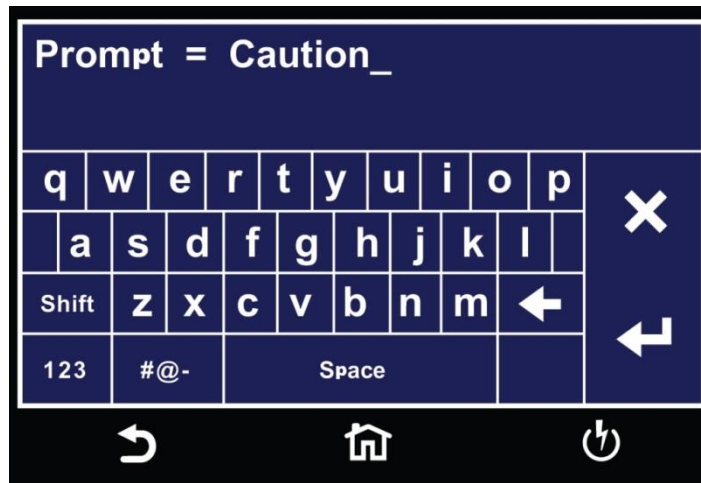 Prompt = Caution_
q w e r t y u i o p
a s d f g h j k l
Shift z x c v b n m
123 #@- Space